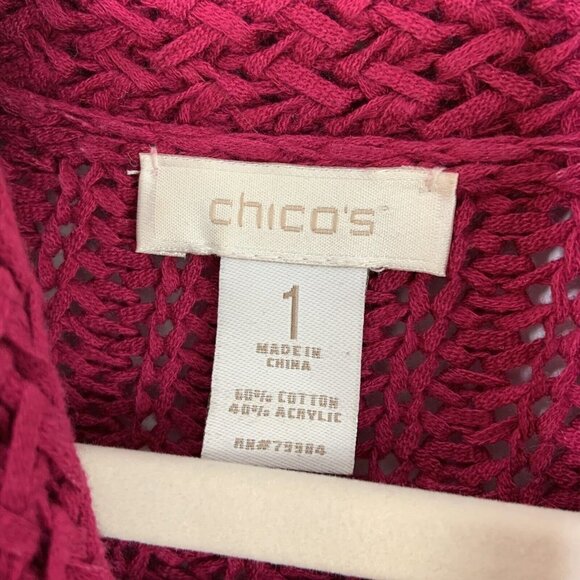 chico's
1
MADE IN
CHINA
60% COTTON
40% ACRYLIC
RN#79984